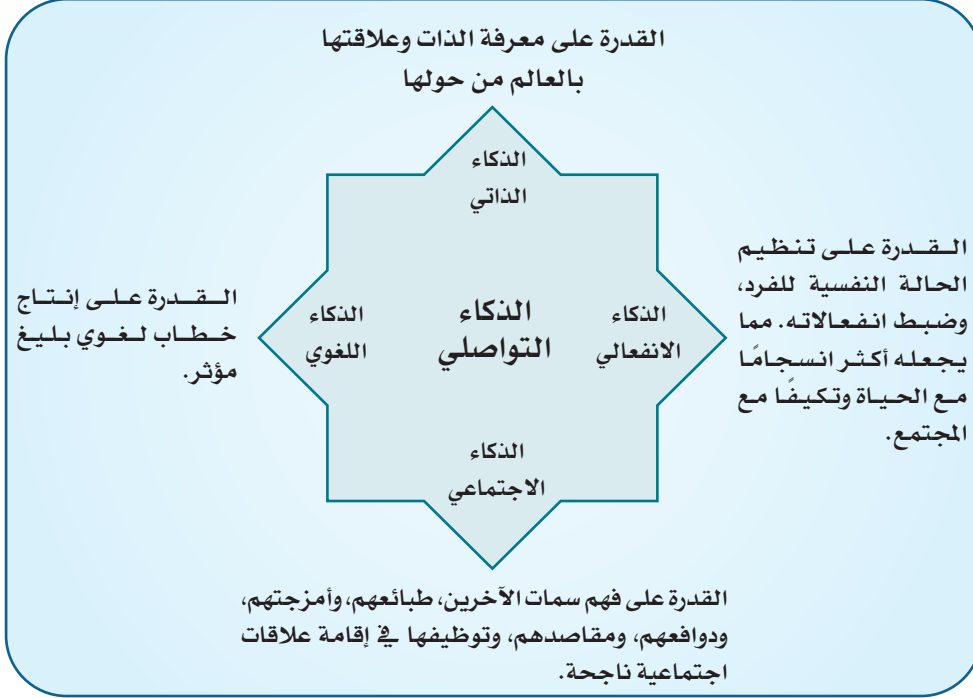 القدرة على معرفة الذات وعلاقتها
بالعالم من حولها
الذكاء
الذاتي
القدرة على تنظيم
الحالة النفسية للفرد،
وضبط انفعالاته. مما
يجعله أكثر انسجامًا
مع الحياة وتكيفًا مع
المجتمع.
الذكاء
الانفعالي
الذكاء
التواصلي
الذكاء
اللغوي
القدرة على إنتاج
خطاب لغوي بليغ
مؤثر.
الذكاء
الاجتماعي
القدرة على فهم سمات الآخرين، طبائعهم، وأمزجتهم،
ودوافعهم، ومقاصدهم، وتوظيفها في إقامة علاقات
اجتماعية ناجحة.